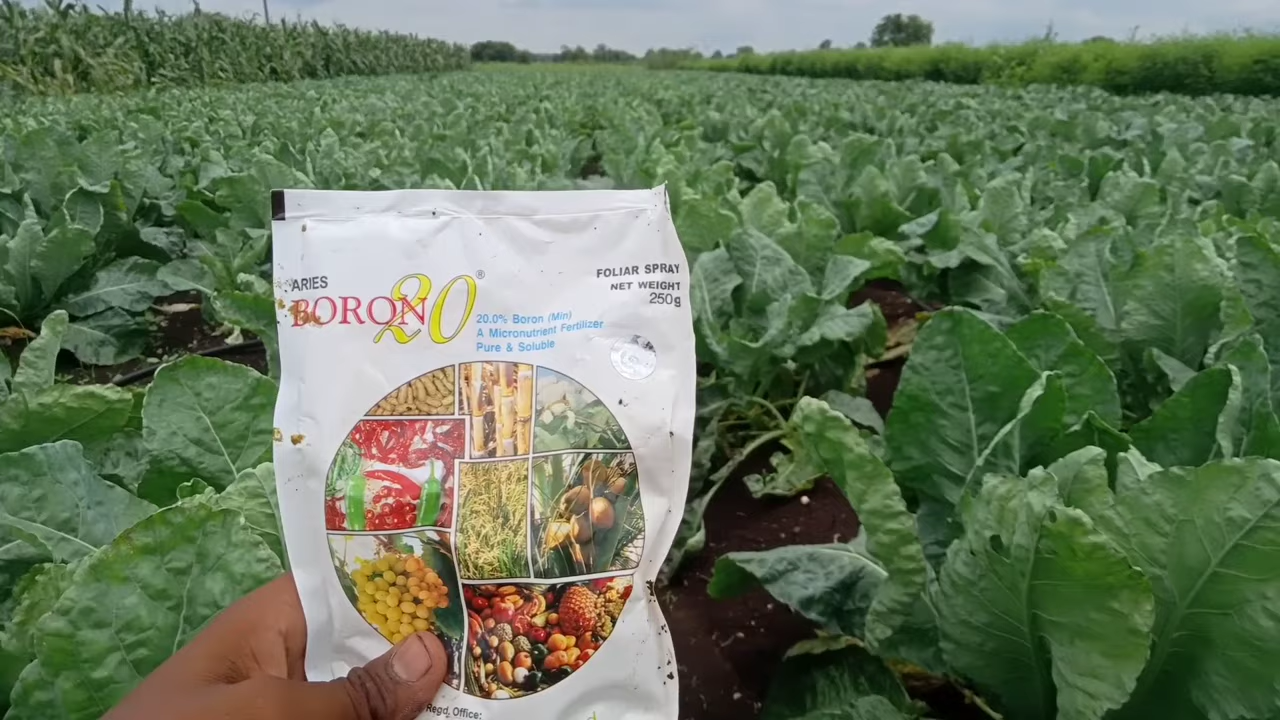 ARIES
BORON 20®
20.0% Boron (Min)
A Micronutrient Fertilizer
Pure & Soluble
FOLIAR SPRAY
NET WEIGHT
250g
Regd. Office: